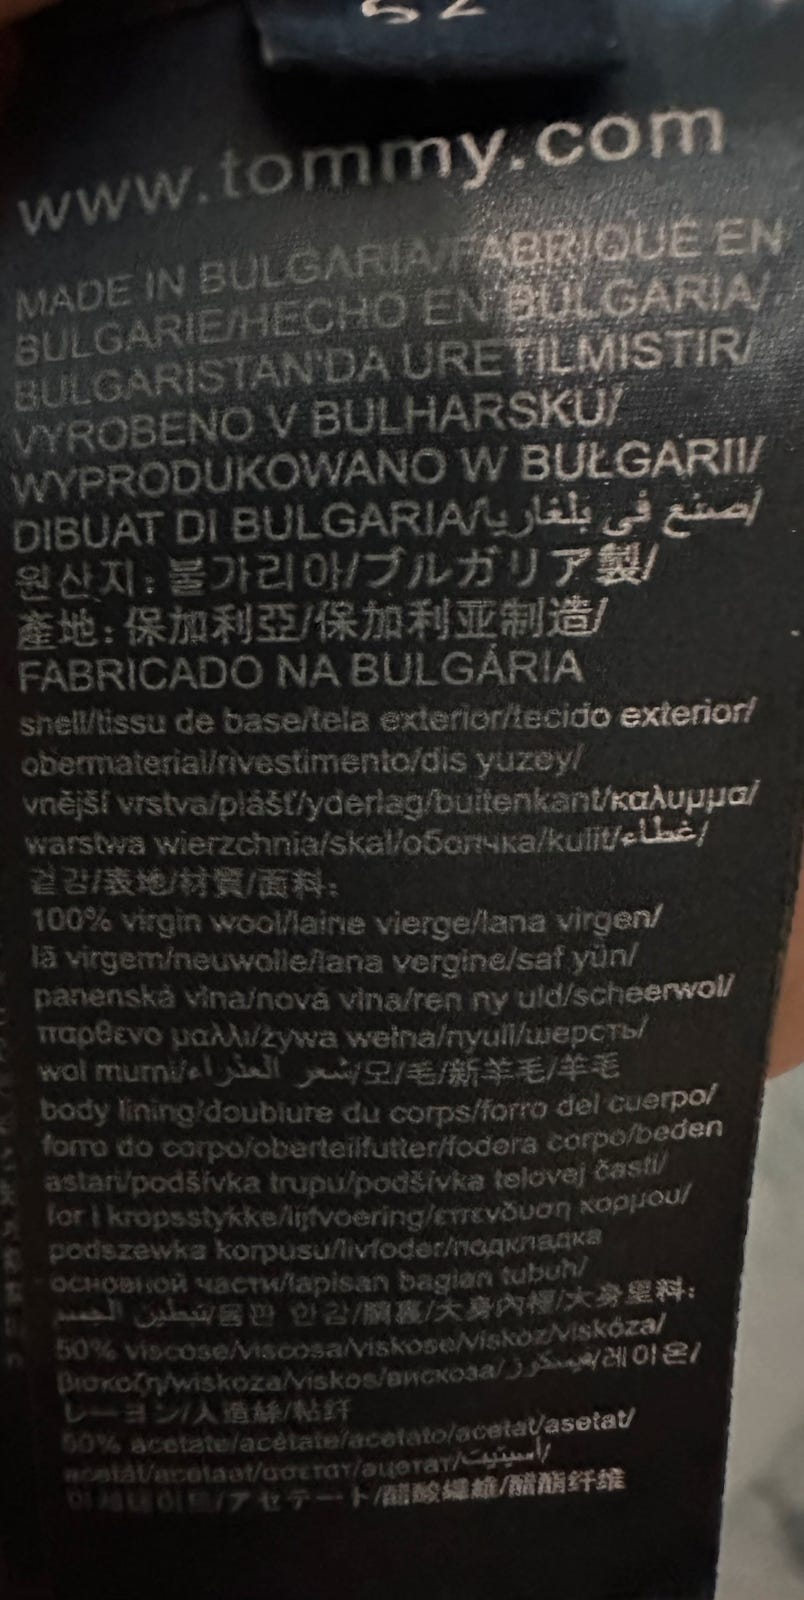 52
www.tommy.com
MADE IN BULGARIA/FABRIQUÉ EN
BULGARIE/HECHO EN BULGARIA/
BULGARISTAN'DA URETILMISTIR/
VYROBENO V BULHARSKU/
WYPRODUKOWANO W BUŁGARII/
DIBUAT DI BULGARIA/صنع في بلغاريا/
원산지: 불가리아/ブルガリア製/
產地: 保加利亞/保加利亚制造/
FABRICADO NA BULGÁRIA
shell/tissu de base/tela exterior/tecido exterior/
obermaterial/rivestimento/dis yuzey/
vnější vrstva/plášť/yderlag/buitenkant/καλυμμα/
warstwa wierzchnia/skal/оболчка/kulit/غطاء/
겉감/表地/材質/面料:
100% virgin wool/laine vierge/lana virgen/
lã virgem/neuwolle/lana vergine/saf yün/
panenská vlna/nová vlna/ren ny uld/scheerwol/
παρθενο μαλλι/żywa wełna/nyull/шерсть/
wol murni/شعر العذراء/모/毛/新羊毛/羊毛
body lining/doublure du corps/forro del cuerpo/
forro do corpo/oberteilfutter/fodera corpo/beden
astari/podšívka trupu/podšívka telovej časti/
for i kropsstykke/lijfvoering/επενδυση κορμου/
podszewka korpusu/livfoder/подкладка
основной части/lapisan bagian tubuh/
تبطين الجسم/몸판 안감/胴裏/大身內裡/大身里料:
50% viscose/viscosa/viskose/viskoz/viskóza/
βισκοζη/wiskoza/viskos/вискоза/فيسكوز/레이온/
レーヨン/人造絲/粘纤
50% acetate/acétate/acetato/acetat/asetat/
acetát/acetaat/ασετατ/ацетат/أسيتيت/
아세테이트/アセテート/醋酸纖維/醋酯纤维